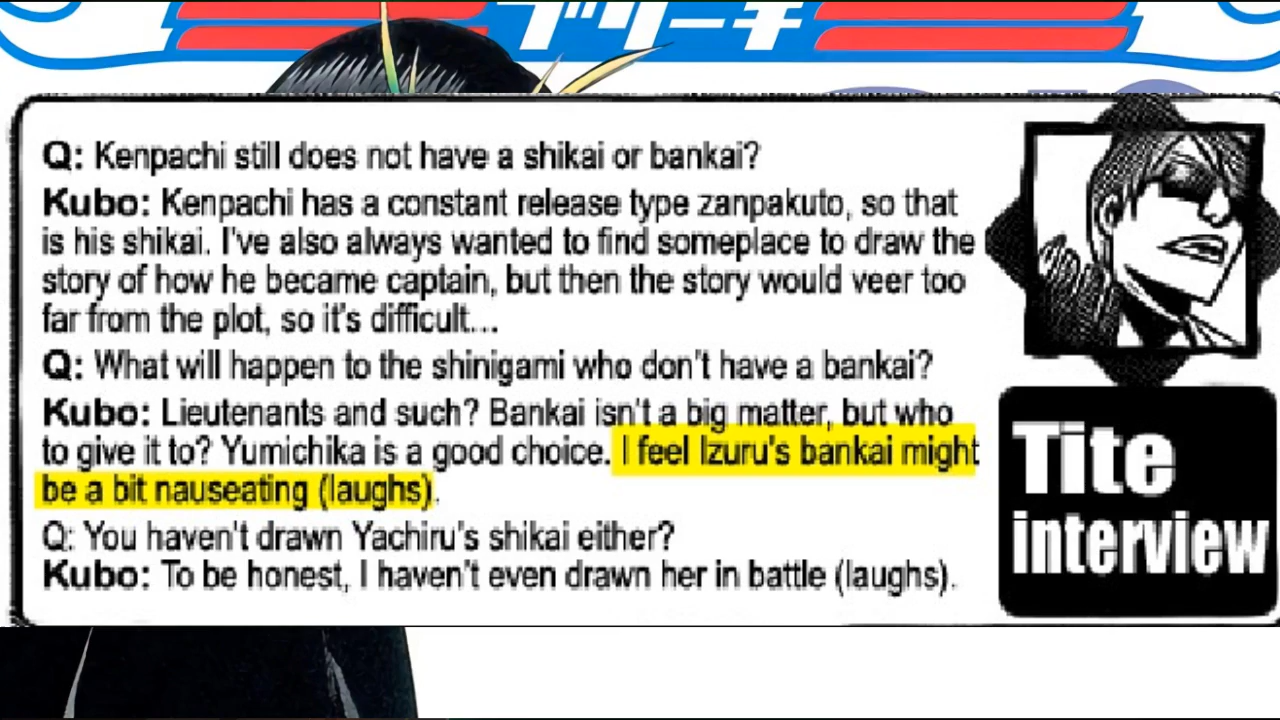 ブリーチ
Q: Kenpachi still does not have a shikai or bankai?
Kubo: Kenpachi has a constant release type zanpakuto, so that
is his shikai. I've also always wanted to find someplace to draw the
story of how he became captain, but then the story would veer too
far from the plot, so it's difficult...
Q: What will happen to the shinigami who don't have a bankai?
Kubo: Lieutenants and such? Bankai isn't a big matter, but who
to give it to? Yumichika is a good choice. I feel Izuru's bankai might
be a bit nauseating (laughs).
Q: You haven't drawn Yachiru's shikai either?
Kubo: To be honest, I haven't even drawn her in battle (laughs).
Tite
interview